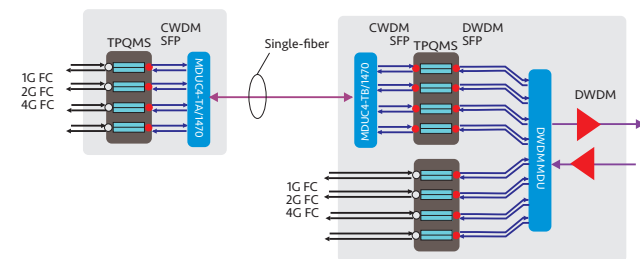 CWDM
SFP
TPQMS
1G FC
2G FC
4G FC
MDUC4-TA/1470
Single-fiber
CWDM
SFP
TPQMS
DWDM
SFP
MDUC4-TB/1470
DWDM MDU
DWDM
1G FC
2G FC
4G FC